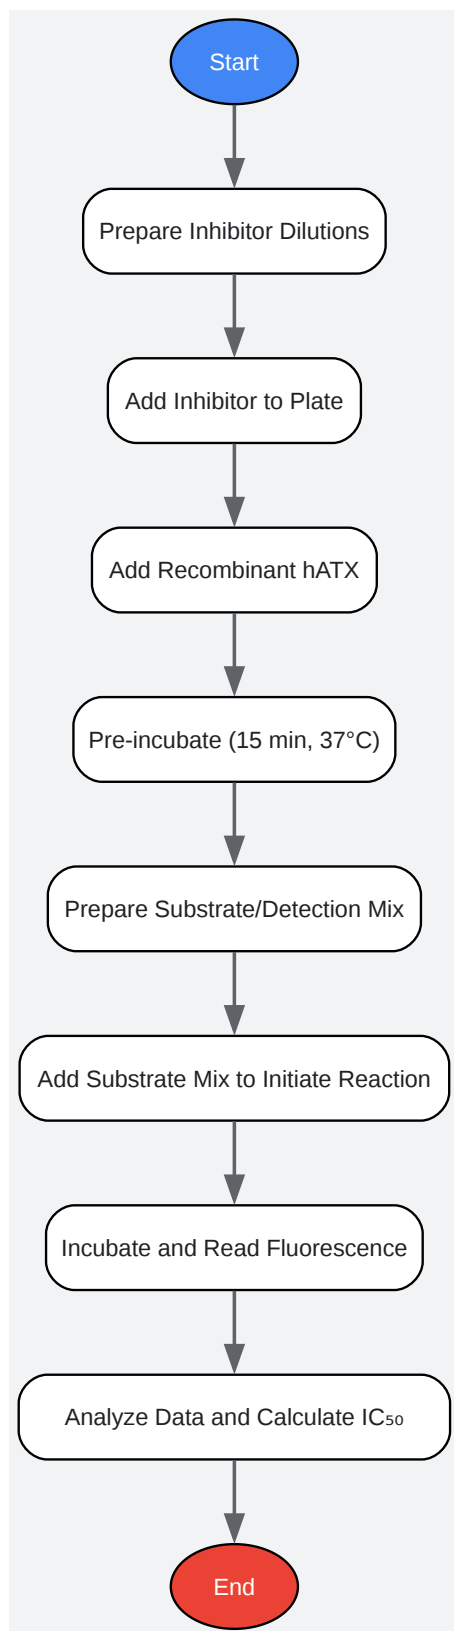 Start
Prepare Inhibitor Dilutions
Add Inhibitor to Plate
Add Recombinant hATX
Pre-incubate (15 min, 37°C)
Prepare Substrate/Detection Mix
Add Substrate Mix to Initiate Reaction
Incubate and Read Fluorescence
Analyze Data and Calculate IC₅₀
End